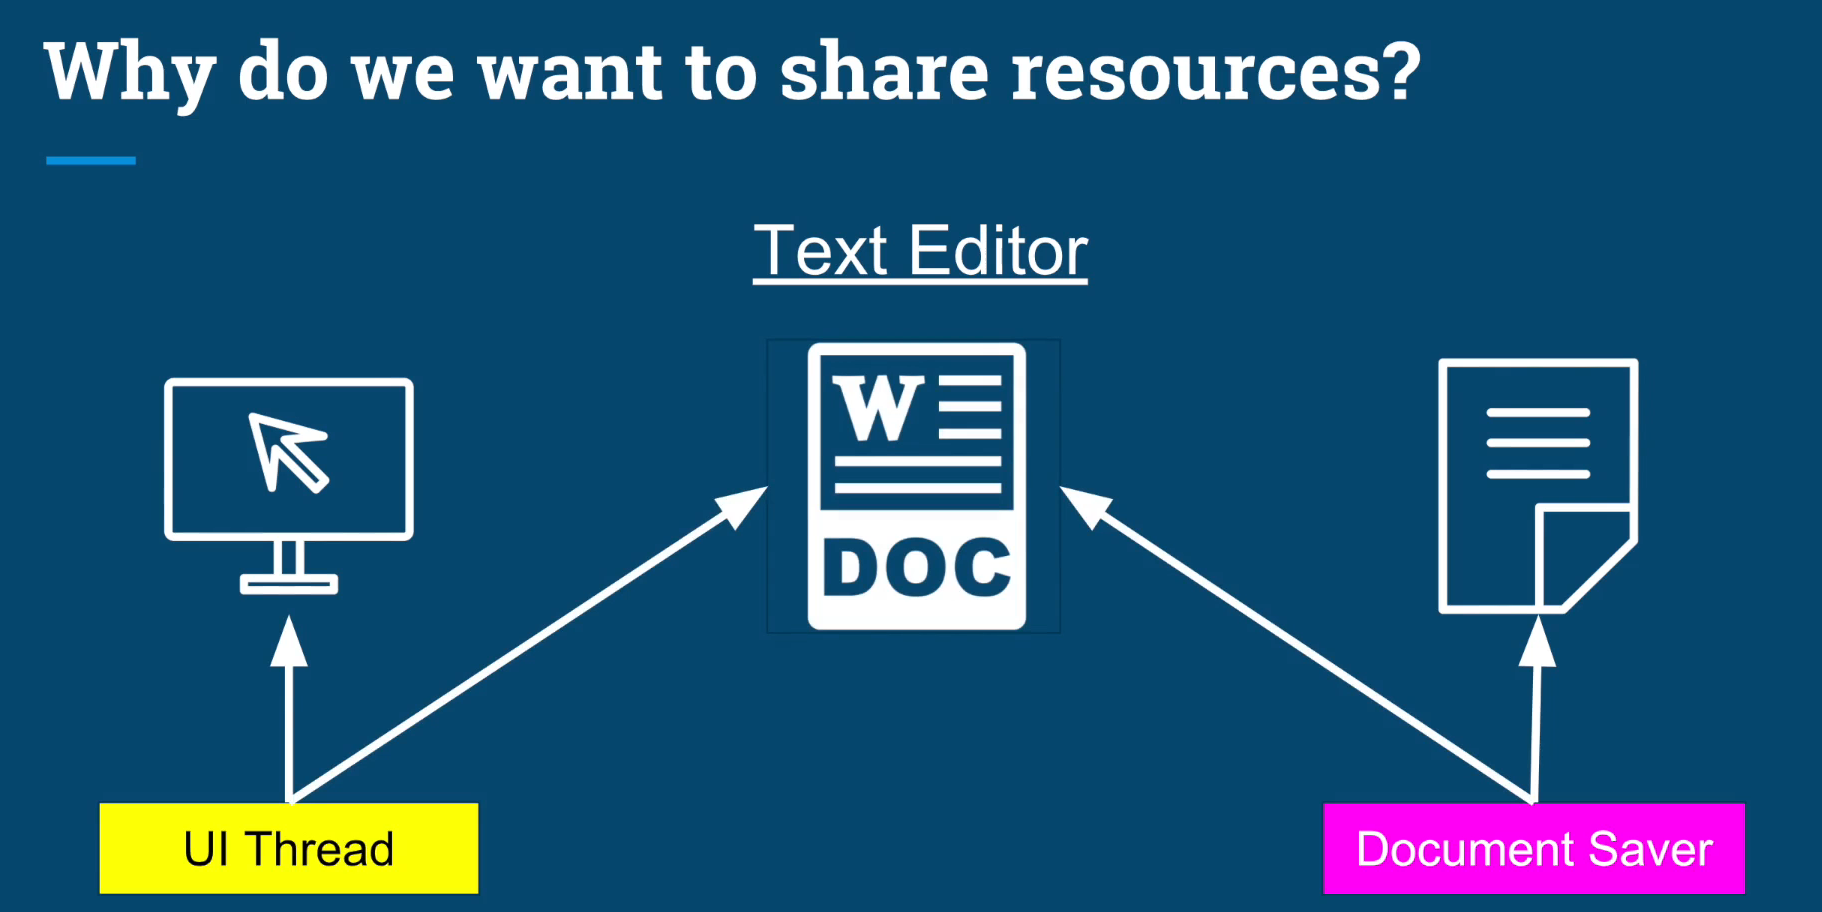 Why do we want to share resources?
Text Editor
W
DOC
UI Thread
Document Saver